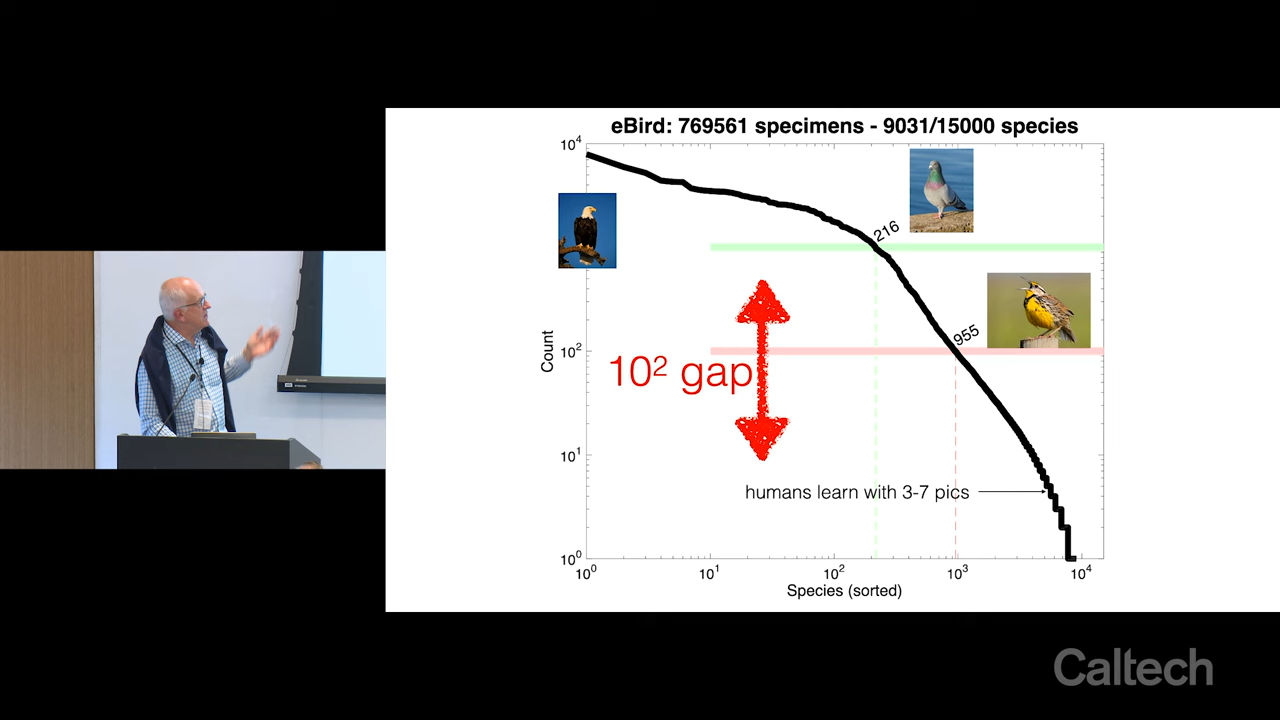 eBird: 769561 specimens - 9031/15000 species
10⁴
216
955
10² gap
10²
Count
10¹
humans learn with 3-7 pics
10⁰
10⁰ 10¹ 10² 10³ 10⁴
Species (sorted)
Caltech